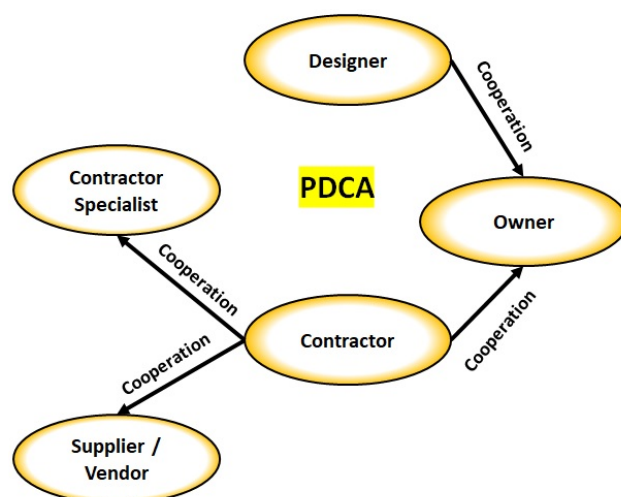 Designer
Cooperation
Contractor
Specialist
PDCA
Owner
Cooperation
Contractor
Cooperation
Cooperation
Supplier /
Vendor